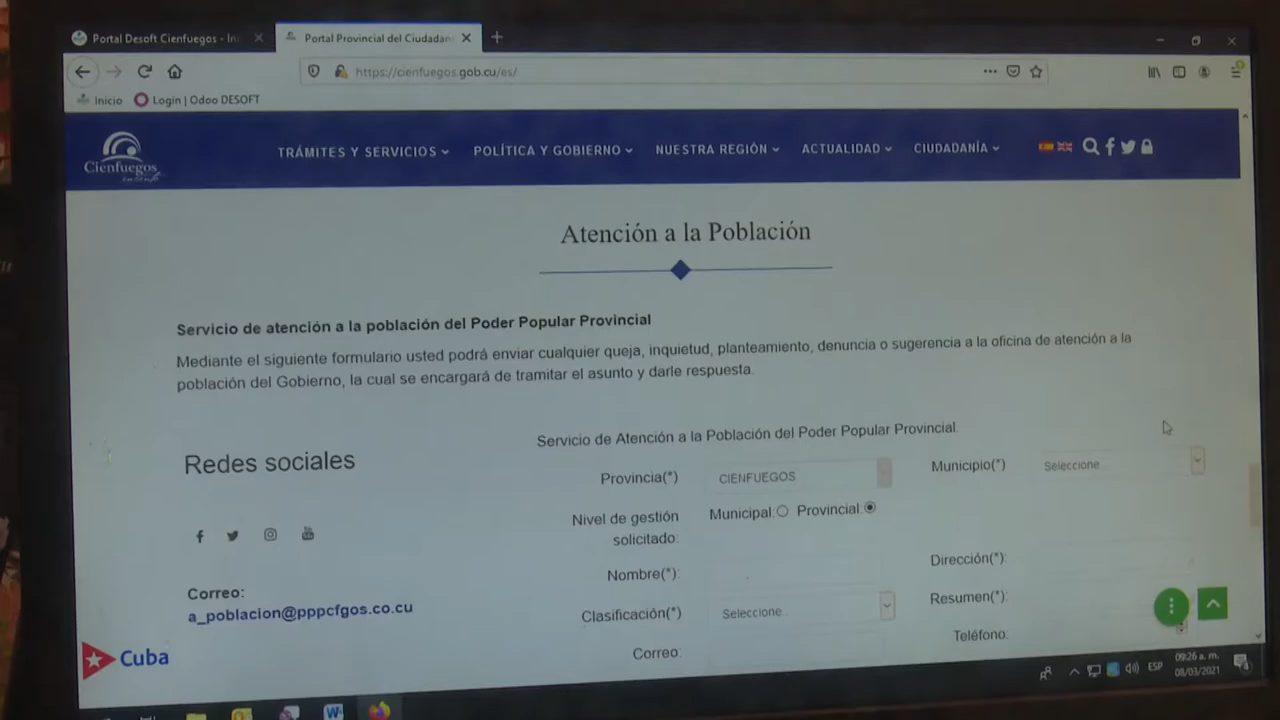 Portal Desoft Cienfuegos - In
Portal Provincial del Ciudadan
https://cienfuegos.gob.cu/es/
Inicio
Login | Odoo DESOFT
Cienfuegos
TRÁMITES Y SERVICIOS
POLÍTICA Y GOBIERNO
NUESTRA REGIÓN
ACTUALIDAD
CIUDADANÍA
Atención a la Población
Servicio de atención a la población del Poder Popular Provincial
Mediante el siguiente formulario usted podrá enviar cualquier queja, inquietud, planteamiento, denuncia o sugerencia a la oficina de atención a la
población del Gobierno, la cual se encargará de tramitar el asunto y darle respuesta.
Servicio de Atención a la Población del Poder Popular Provincial.
Redes sociales
Provincia(*) CIENFUEGOS Municipio(*) Seleccione
Nivel de gestión Municipal: Provincial:
solicitado:
Nombre(*): Dirección(*):
Correo:
a_poblacion@pppcfgos.co.cu
Clasificación(*) Seleccione Resumen(*):
Correo: Teléfono:
Cuba
ESP
09:26 a. m.
08/03/2021